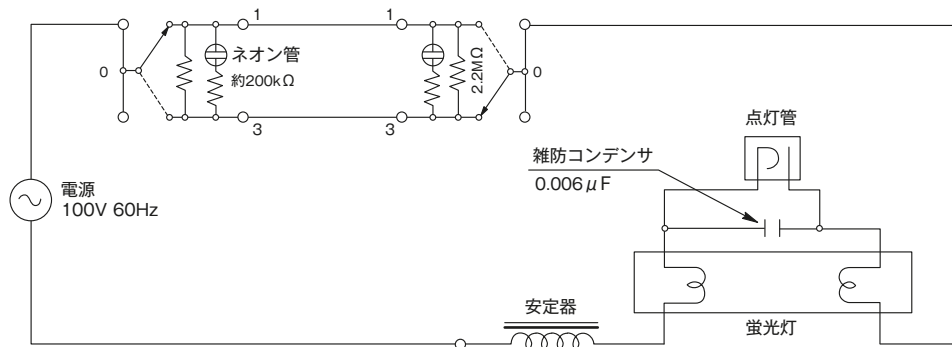 1
1
0
ネオン管
約200kΩ
2.2MΩ
0
3
3
点灯管
雑防コンデンサ
0.006μF
電源
100V 60Hz
安定器
蛍光灯